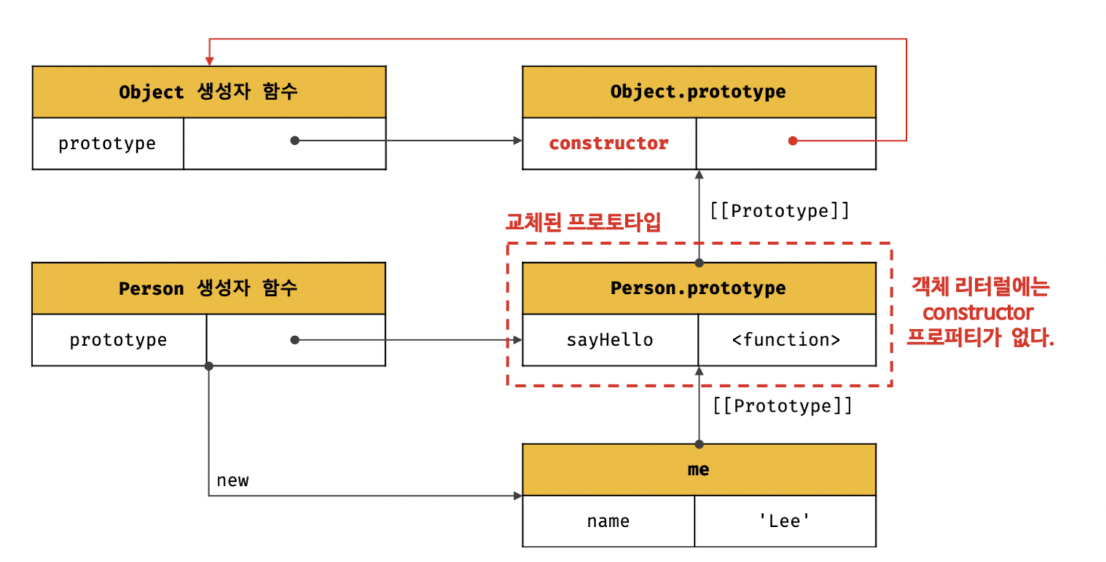 Object 생성자 함수
Object.prototype
prototype
constructor
[[Prototype]]
교체된 프로토타입
Person 생성자 함수
Person.prototype
객체 리터럴에는
constructor
프로퍼티가 없다.
prototype
sayHello
<function>
[[Prototype]]
me
new
name
'Lee'